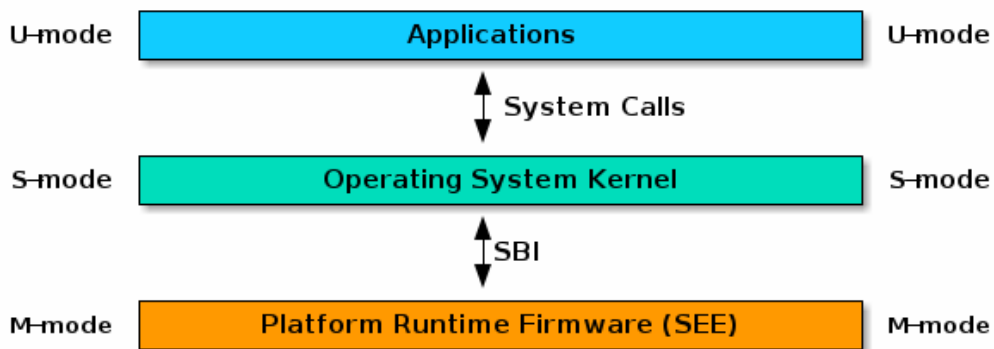 U-mode Applications U-mode
System Calls
S-mode Operating System Kernel S-mode
SBI
M-mode Platform Runtime Firmware (SEE) M-mode